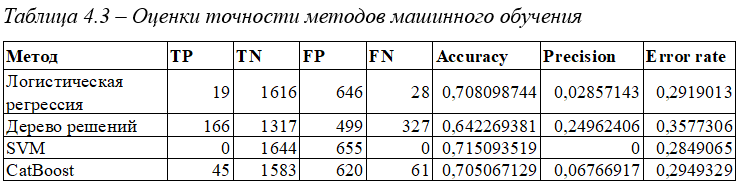 Таблица 4.3 – Оценки точности методов машинного обучения
Метод TP TN FP FN Accuracy Precision Error rate
Логистическая
регрессия 19 1616 646 28 0,708098744 0,02857143 0,2919013
Дерево решений 166 1317 499 327 0,642269381 0,24962406 0,3577306
SVM 0 1644 655 0 0,715093519 0 0,2849065
CatBoost 45 1583 620 61 0,705067129 0,06766917 0,2949329